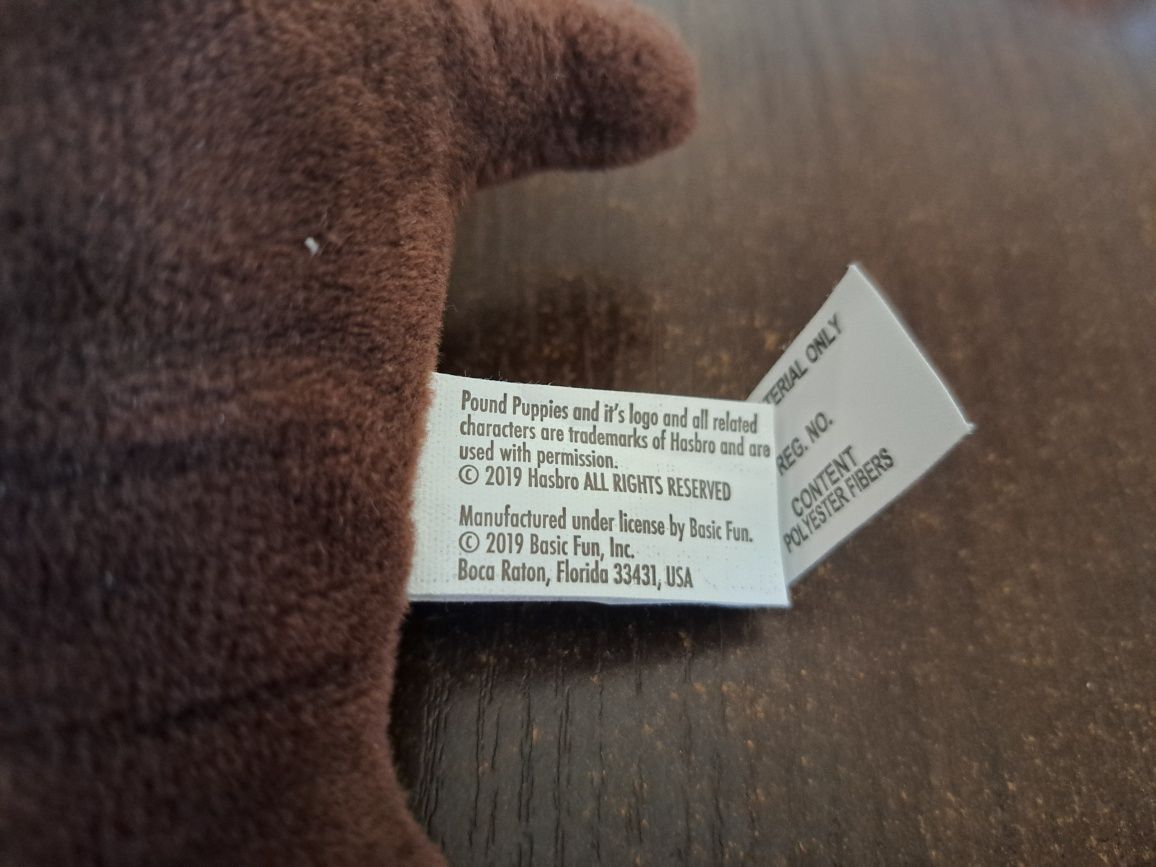 Pound Puppies and it's logo and all related
characters are trademarks of Hasbro and are
used with permission.
© 2019 Hasbro ALL RIGHTS RESERVED
Manufactured under license by Basic Fun.
© 2019 Basic Fun, Inc.
Boca Raton, Florida 33431, USA
TERIAL ONLY
REG. NO.
CONTENT
POLYESTER FIBERS